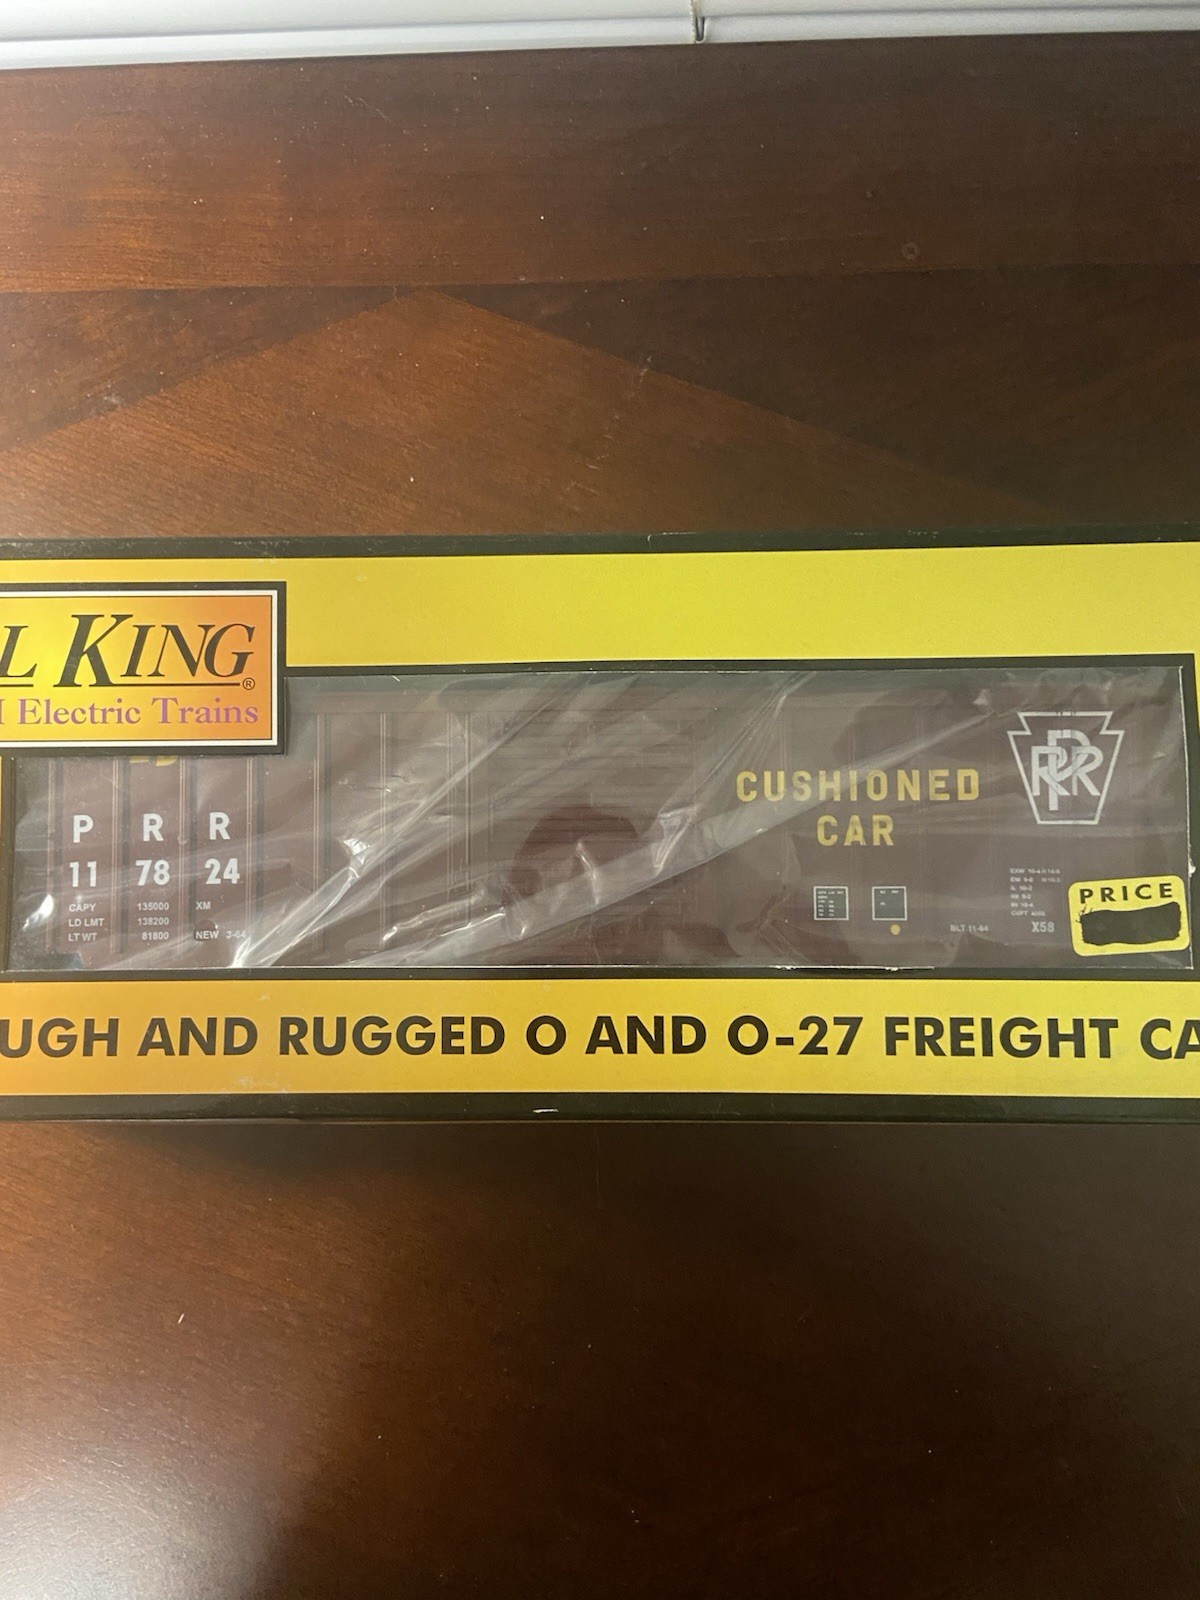 L KING®
Electric Trains
P R R
11 78 24
CAPY 135000 XM
LD LMT 138200
LT WT 81800 NEW 3-64
CUSHIONED
CAR
PRR
BLT 11-64
X58
PRICE
UGH AND RUGGED O AND O-27 FREIGHT CA